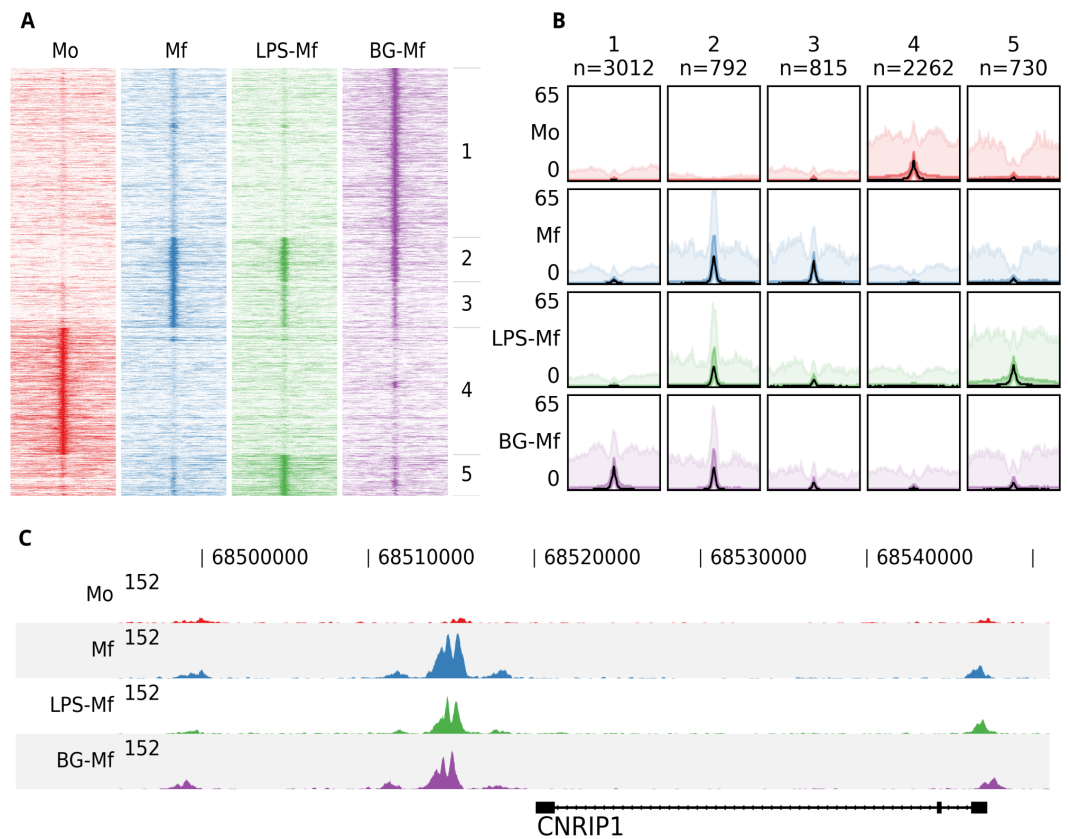 A
Mo Mf LPS-Mf BG-Mf
1
2
3
4
5
B
1 2 3 4 5
n=3012 n=792 n=815 n=2262 n=730
65
Mo
0
65
Mf
0
65
LPS-Mf
0
65
BG-Mf
0
C
| 68500000 | 68510000 | 68520000 | 68530000 | 68540000 |
Mo 152
Mf 152
LPS-Mf 152
BG-Mf 152
CNRIP1